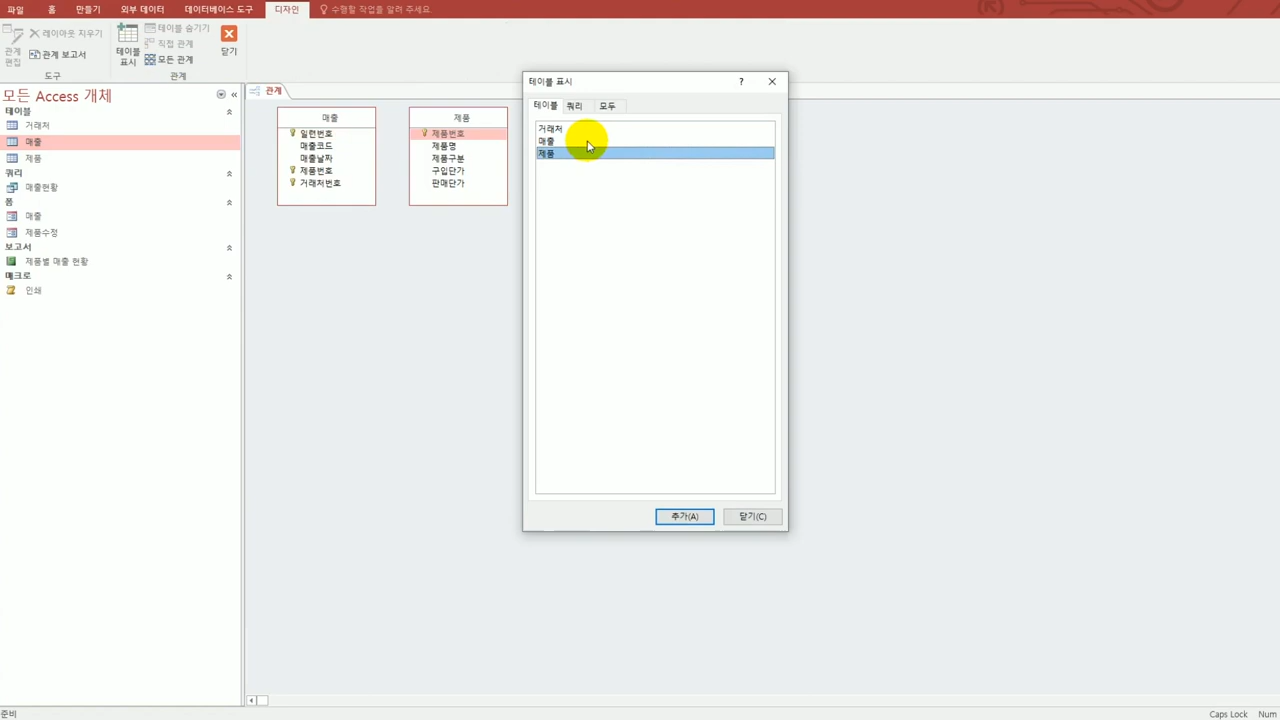 파일 홈 만들기 외부 데이터 데이터베이스 도구 디자인 수행할 작업을 알려 주세요.
관계 편집
레이아웃 지우기
관계 보고서
도구
테이블 표시
테이블 숨기기
직접 관계
모든 관계
관계
닫기
모든 Access 개체
테이블
거래처
매출
제품
쿼리
매출현황
폼
매출
제품수정
보고서
제품별 매출 현황
매크로
인쇄
관계
매출
일련번호
매출코드
매출날짜
제품번호
거래처번호
제품
제품번호
제품명
제품구분
구입단가
판매단가
테이블 표시
테이블 쿼리 모두
거래처
매출
제품
추가(A) 닫기(C)
준비
Caps Lock Num